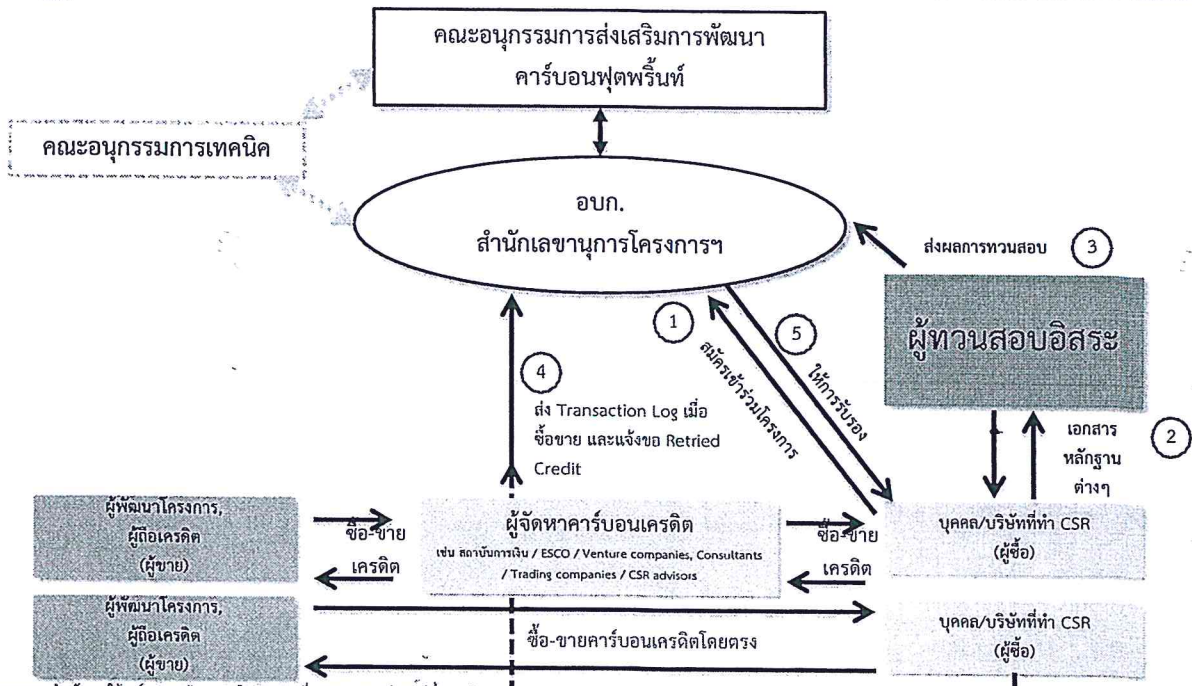 คณะอนุกรรมการส่งเสริมการพัฒนา
คาร์บอนฟุตพริ้นท์
คณะอนุกรรมการเทคนิค
อบก.
สำนักเลขานุการโครงการฯ
ส่งผลการทวนสอบ
3
ผู้ทวนสอบอิสระ
1
สมัครเข้าร่วมโครงการ
5
ให้การรับรอง
4
ส่ง Transaction Log เมื่อ
ซื้อขาย และแจ้งขอ Retried
Credit
เอกสาร
หลักฐาน
ต่างๆ
2
ผู้พัฒนาโครงการ,
ผู้ถือเครดิต
(ผู้ขาย)
ซื้อ-ขาย
เครดิต
ผู้จัดหาคาร์บอนเครดิต
เช่น สถาบันการเงิน / ESCO / Venture companies, Consultants
/ Trading companies / CSR advisors
ซื้อ-ขาย
เครดิต
บุคคล/บริษัทที่ทำ CSR
(ผู้ซื้อ)
ผู้พัฒนาโครงการ,
ผู้ถือเครดิต
(ผู้ขาย)
ซื้อ-ขายคาร์บอนเครดิตโดยตรง
บุคคล/บริษัทที่ทำ CSR
(ผู้ซื้อ)